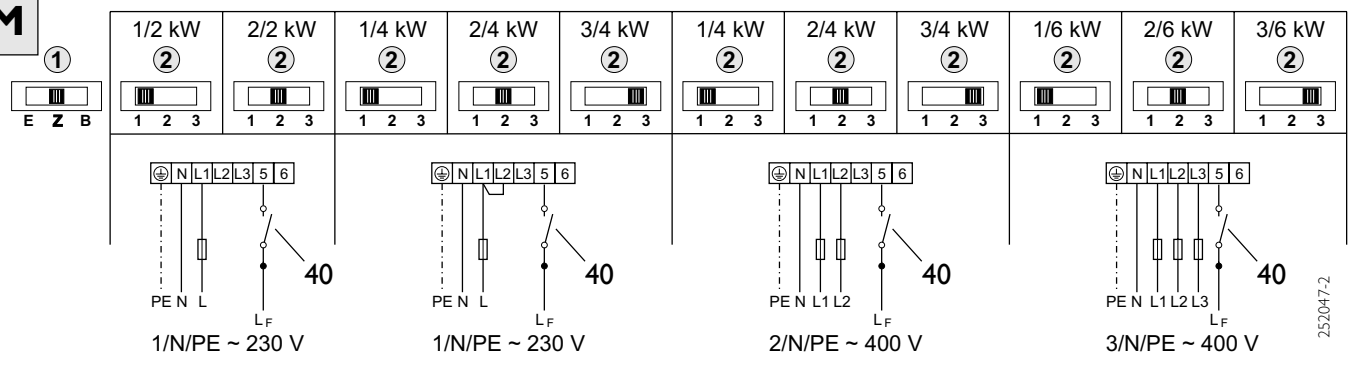 M
1/2 kW 2/2 kW 1/4 kW 2/4 kW 3/4 kW 1/4 kW 2/4 kW 3/4 kW 1/6 kW 2/6 kW 3/6 kW
1 2 2 2 2 2 2 2 2 2 2 2
E Z B 1 2 3 1 2 3 1 2 3 1 2 3 1 2 3 1 2 3 1 2 3 1 2 3 1 2 3 1 2 3 1 2 3
N L1 L2 L3 5 6 N L1 L2 L3 5 6 N L1 L2 L3 5 6 N L1 L2 L3 5 6
40 40 40 40
PE N L PE N L PE N L1 L2 PE N L1 L2 L3
LF LF LF LF
1/N/PE ~ 230 V 1/N/PE ~ 230 V 2/N/PE ~ 400 V 3/N/PE ~ 400 V
252047-2